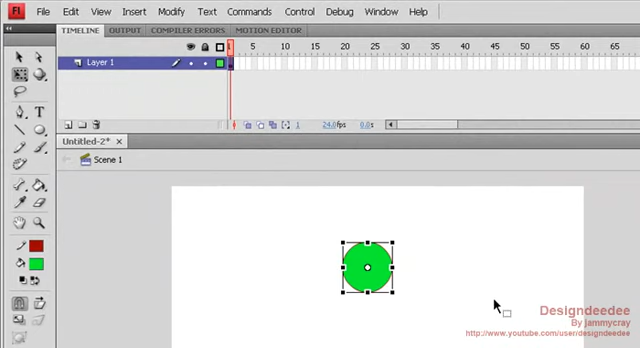 Fl File Edit View Insert Modify Text Commands Control Debug Window Help
TIMELINE OUTPUT COMPILER ERRORS MOTION EDITOR
1 5 10 15 20 25 30 35 40 45 50 55 60 65
Layer 1
1 24.0fps 0.0s
Untitled-2* ×
Scene 1
T
Designdeedee
By jammycray
http://www.youtube.com/user/designdeedee